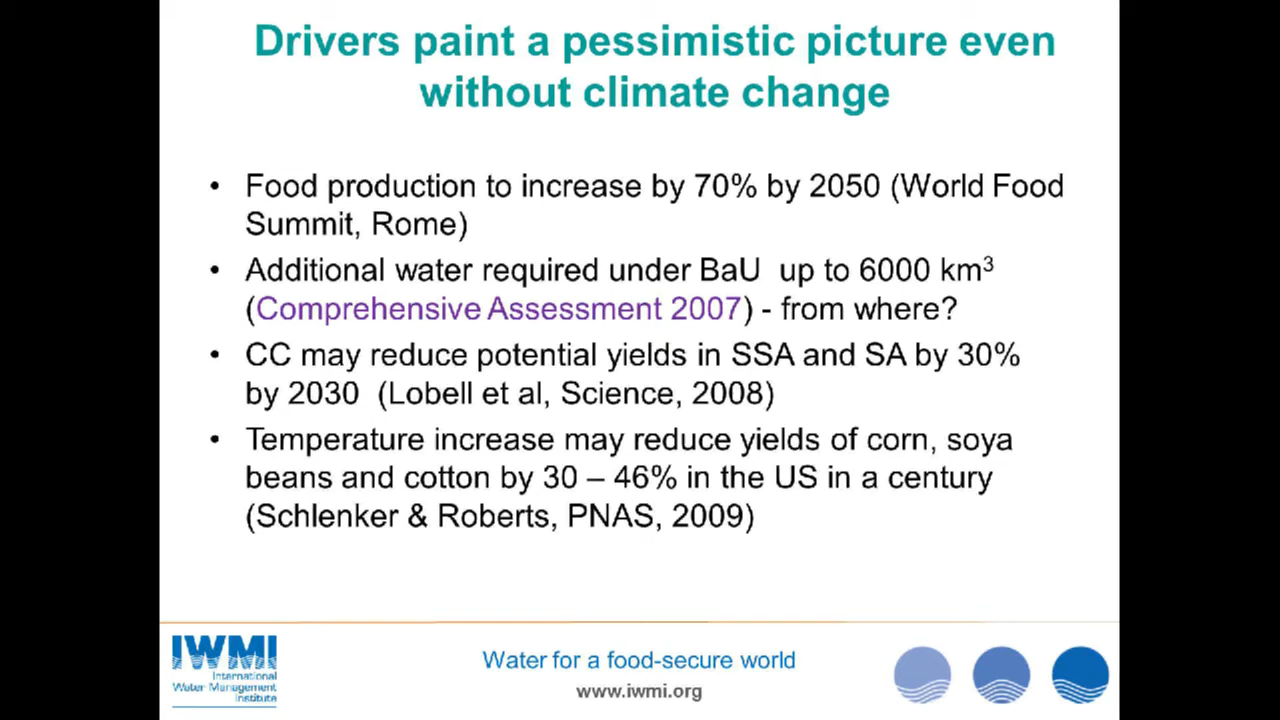 Drivers paint a pessimistic picture even
without climate change
• Food production to increase by 70% by 2050 (World Food
Summit, Rome)
• Additional water required under BaU up to 6000 km³
(Comprehensive Assessment 2007) - from where?
• CC may reduce potential yields in SSA and SA by 30%
by 2030 (Lobell et al, Science, 2008)
• Temperature increase may reduce yields of corn, soya
beans and cotton by 30 – 46% in the US in a century
(Schlenker & Roberts, PNAS, 2009)
IWMI
International
Water Management
Institute
Water for a food-secure world
www.iwmi.org